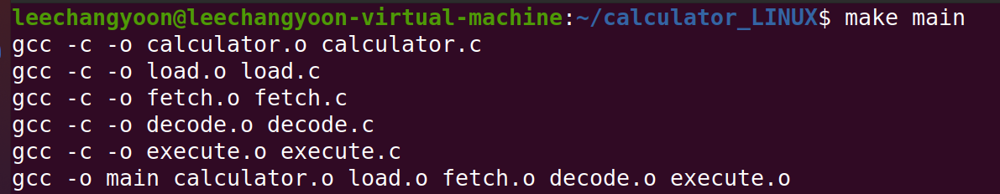 leechangyoon@leechangyoon-virtual-machine:~/calculator_LINUX$ make main
gcc -c -o calculator.o calculator.c
gcc -c -o load.o load.c
gcc -c -o fetch.o fetch.c
gcc -c -o decode.o decode.c
gcc -c -o execute.o execute.c
gcc -o main calculator.o load.o fetch.o decode.o execute.o